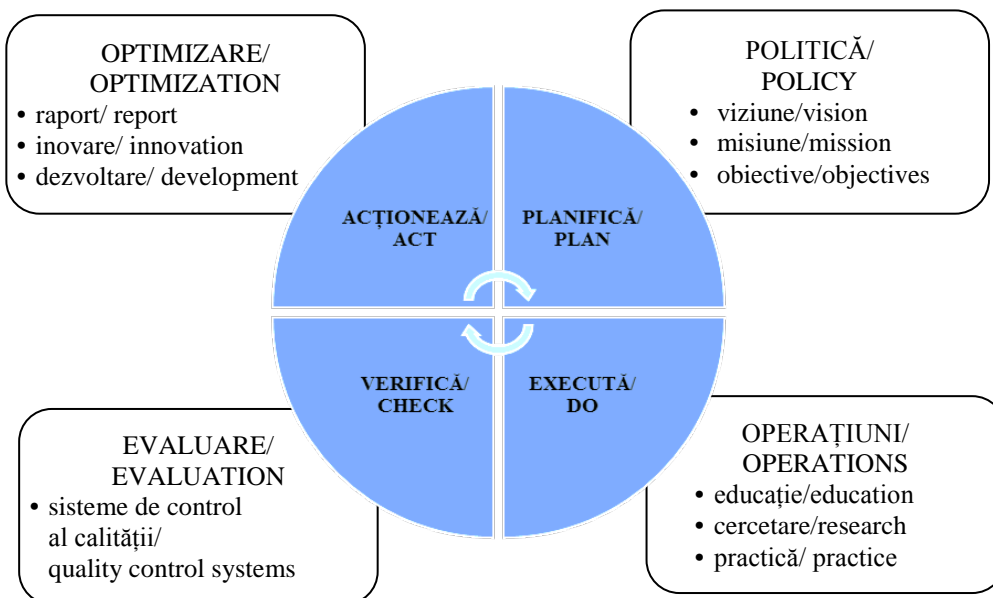 OPTIMIZARE/
OPTIMIZATION
• raport/ report
• inovare/ innovation
• dezvoltare/ development
POLITICĂ/
POLICY
• viziune/vision
• misiune/mission
• obiective/objectives
ACȚIONEAZĂ/
ACT
PLANIFICĂ/
PLAN
VERIFICĂ/
CHECK
EXECUTĂ/
DO
EVALUARE/
EVALUATION
• sisteme de control
al calității/
quality control systems
OPERAȚIUNI/
OPERATIONS
• educație/education
• cercetare/research
• practică/ practice